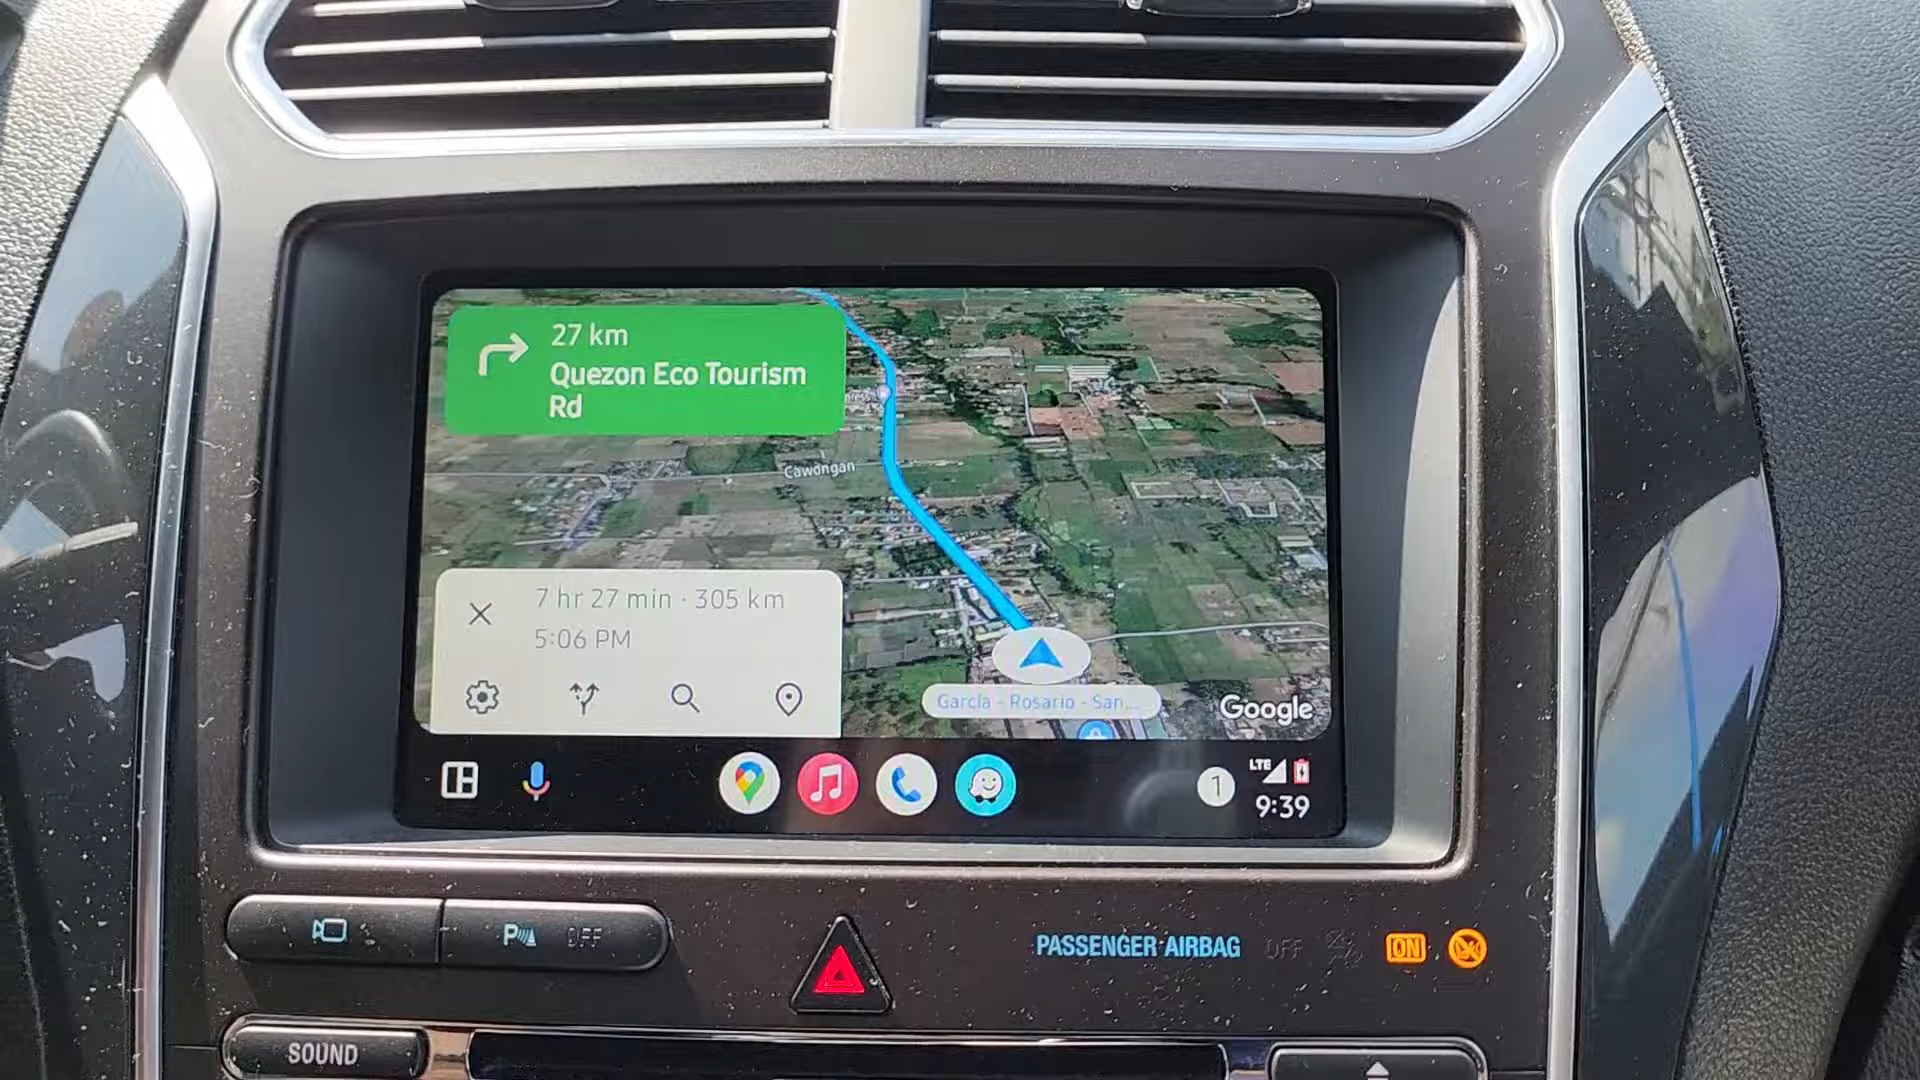 27 km
Quezon Eco Tourism
Rd
Cawongan
7 hr 27 min · 305 km
5:06 PM
Garcia - Rosario - San...
Google
1
LTE
9:39
P
OFF
PASSENGER AIRBAG OFF ON
SOUND